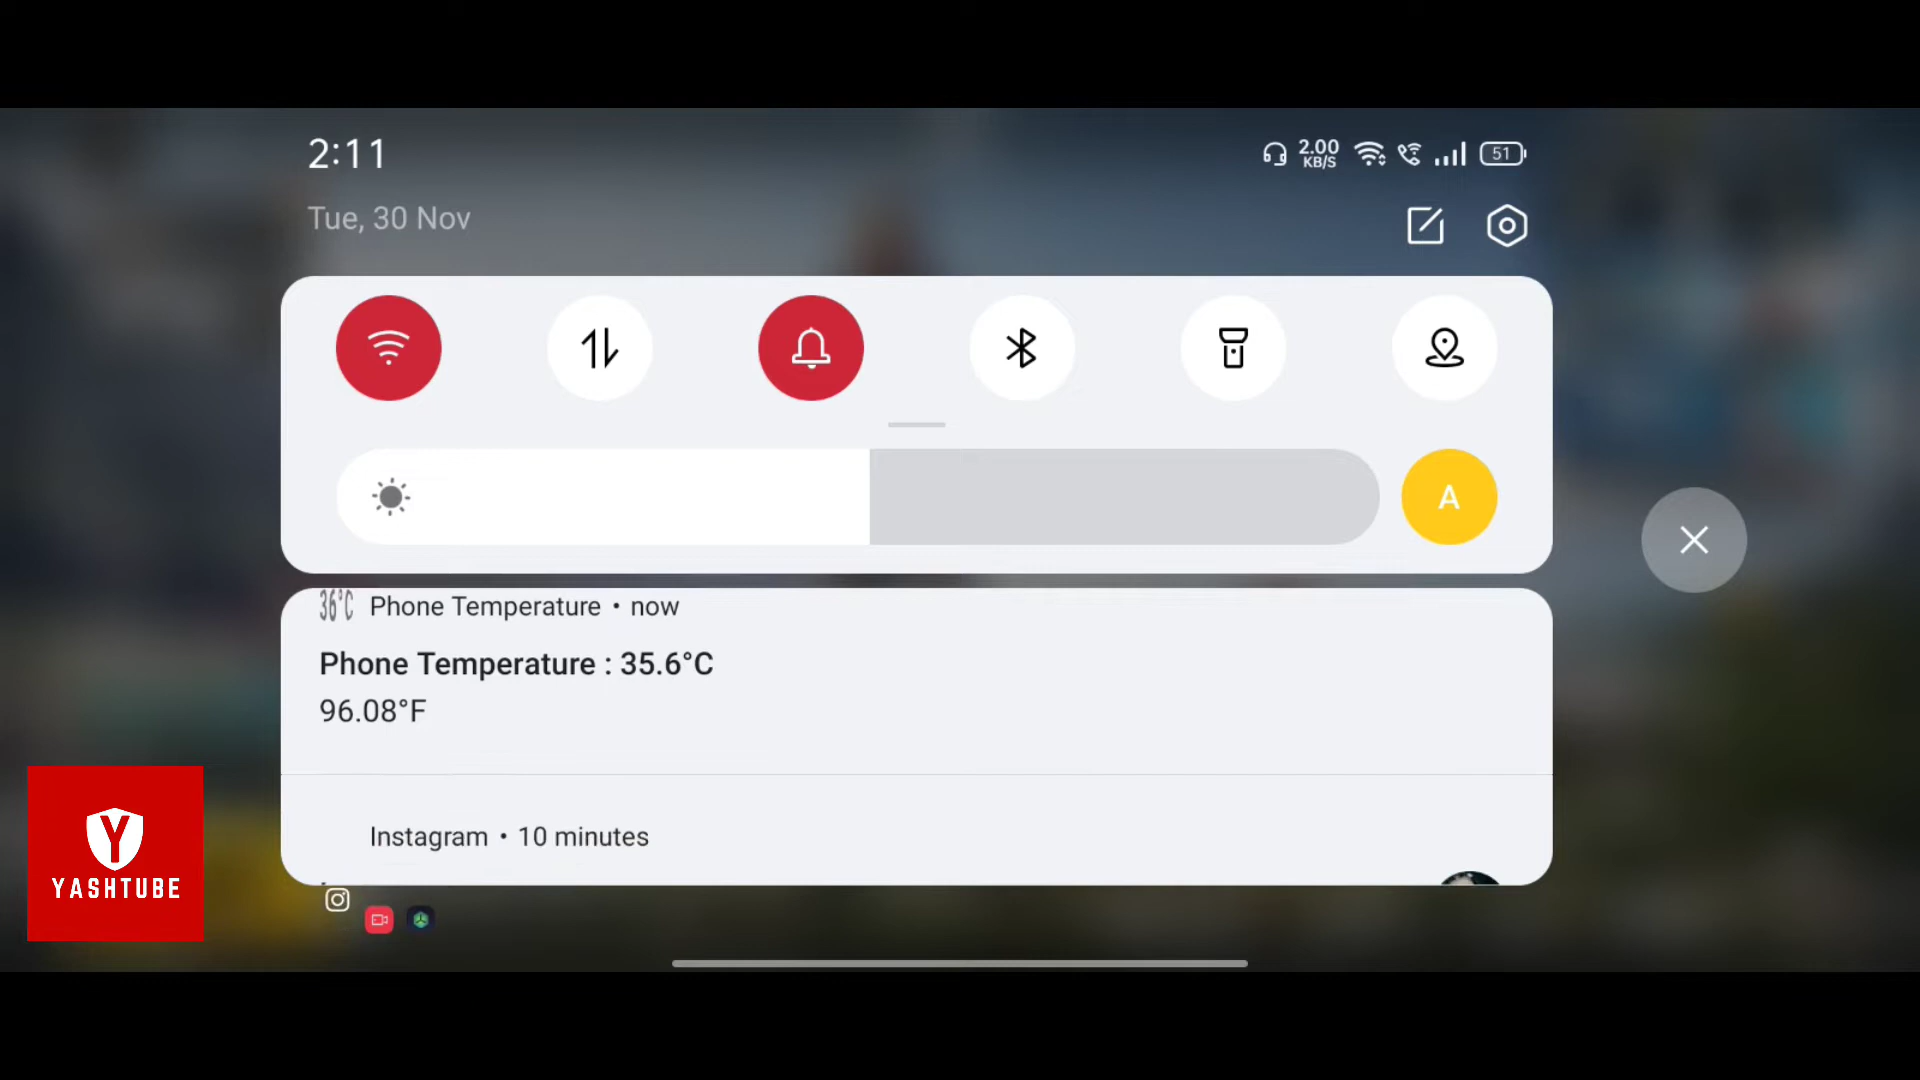 2:11
2.00
KB/S
51
Tue, 30 Nov
A
36°C Phone Temperature • now
Phone Temperature : 35.6°C
96.08°F
Instagram • 10 minutes
Y
YASHTUBE